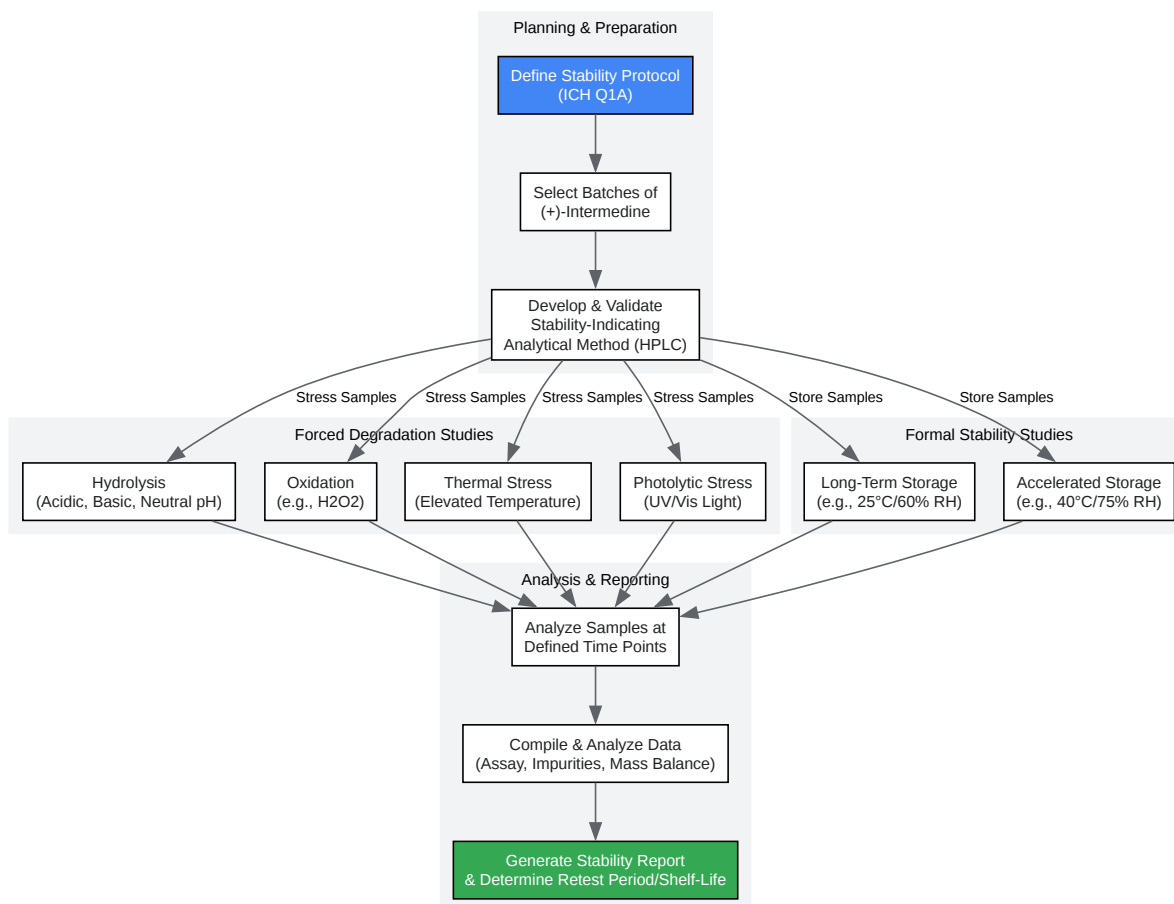 Planning & Preparation
Define Stability Protocol
(ICH Q1A)
Select Batches of
(+)-Intermedine
Develop & Validate
Stability-Indicating
Analytical Method (HPLC)
Stress Samples
Stress Samples
Stress Samples
Stress Samples
Store Samples
Store Samples
Forced Degradation Studies
Formal Stability Studies
Hydrolysis
(Acidic, Basic, Neutral pH)
Oxidation
(e.g., H2O2)
Thermal Stress
(Elevated Temperature)
Photolytic Stress
(UV/Vis Light)
Long-Term Storage
(e.g., 25°C/60% RH)
Accelerated Storage
(e.g., 40°C/75% RH)
Analysis & Reporting
Analyze Samples at
Defined Time Points
Compile & Analyze Data
(Assay, Impurities, Mass Balance)
Generate Stability Report
& Determine Retest Period/Shelf-Life